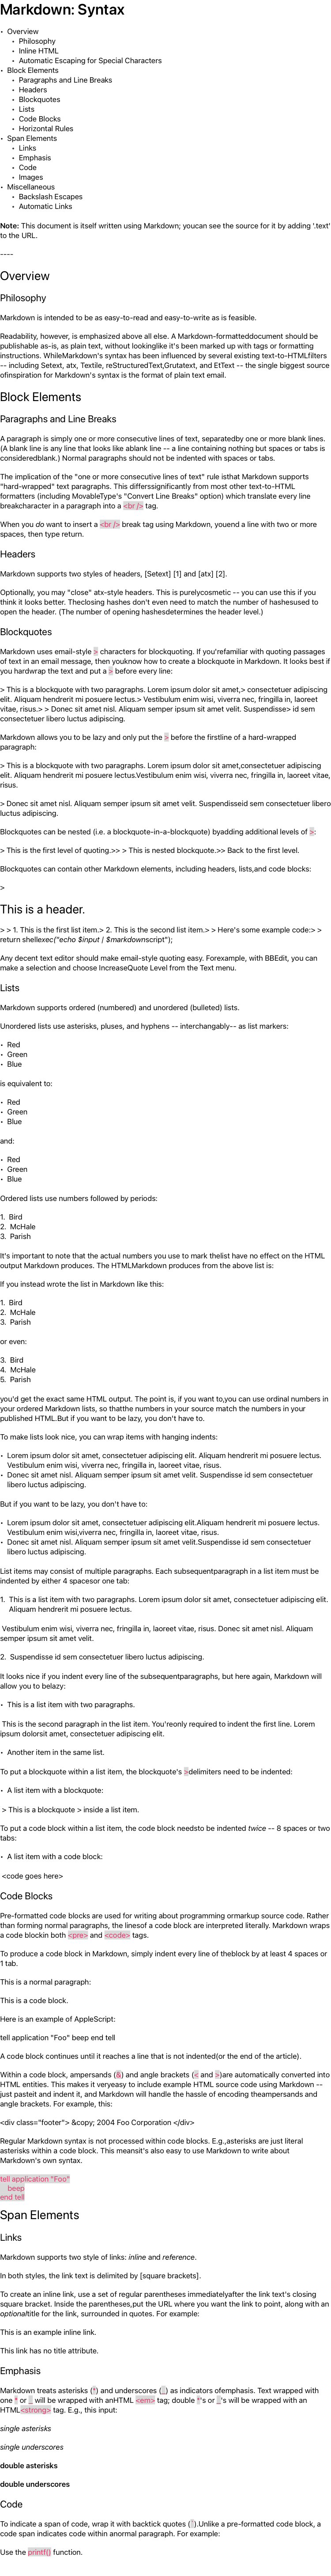 Markdown: Syntax
• Overview
• Philosophy
• Inline HTML
• Automatic Escaping for Special Characters
• Block Elements
• Paragraphs and Line Breaks
• Headers
• Blockquotes
• Lists
• Code Blocks
• Horizontal Rules
• Span Elements
• Links
• Emphasis
• Code
• Images
• Miscellaneous
• Backslash Escapes
• Automatic Links
Note: This document is itself written using Markdown; youcan see the source for it by adding '.text'
to the URL.
----
Overview
Philosophy
Markdown is intended to be as easy-to-read and easy-to-write as is feasible.
Readability, however, is emphasized above all else. A Markdown-formatteddocument should be
publishable as-is, as plain text, without lookinglike it's been marked up with tags or formatting
instructions. WhileMarkdown's syntax has been influenced by several existing text-to-HTMLfilters
-- including Setext, atx, Textile, reStructuredText,Grutatext, and EtText -- the single biggest source
ofinspiration for Markdown's syntax is the format of plain text email.
Block Elements
Paragraphs and Line Breaks
A paragraph is simply one or more consecutive lines of text, separatedby one or more blank lines.
(A blank line is any line that looks like ablank line -- a line containing nothing but spaces or tabs is
consideredblank.) Normal paragraphs should not be indented with spaces or tabs.
The implication of the "one or more consecutive lines of text" rule isthat Markdown supports
"hard-wrapped" text paragraphs. This differssignificantly from most other text-to-HTML
formatters (including MovableType's "Convert Line Breaks" option) which translate every line
breakcharacter in a paragraph into a <br /> tag.
When you do want to insert a <br /> break tag using Markdown, youend a line with two or more
spaces, then type return.
Headers
Markdown supports two styles of headers, [Setext] [1] and [atx] [2].
Optionally, you may "close" atx-style headers. This is purelycosmetic -- you can use this if you
think it looks better. Theclosing hashes don't even need to match the number of hashesused to
open the header. (The number of opening hashesdetermines the header level.)
Blockquotes
Markdown uses email-style > characters for blockquoting. If you'refamiliar with quoting passages
of text in an email message, then youknow how to create a blockquote in Markdown. It looks best if
you hardwrap the text and put a > before every line:
> This is a blockquote with two paragraphs. Lorem ipsum dolor sit amet,> consectetuer adipiscing
elit. Aliquam hendrerit mi posuere lectus.> Vestibulum enim wisi, viverra nec, fringilla in, laoreet
vitae, risus.> > Donec sit amet nisl. Aliquam semper ipsum sit amet velit. Suspendisse> id sem
consectetuer libero luctus adipiscing.
Markdown allows you to be lazy and only put the > before the firstline of a hard-wrapped
paragraph:
> This is a blockquote with two paragraphs. Lorem ipsum dolor sit amet,consectetuer adipiscing
elit. Aliquam hendrerit mi posuere lectus.Vestibulum enim wisi, viverra nec, fringilla in, laoreet vitae,
risus.
> Donec sit amet nisl. Aliquam semper ipsum sit amet velit. Suspendisseid sem consectetuer libero
luctus adipiscing.
Blockquotes can be nested (i.e. a blockquote-in-a-blockquote) byadding additional levels of >:
> This is the first level of quoting.>> > This is nested blockquote.>> Back to the first level.
Blockquotes can contain other Markdown elements, including headers, lists,and code blocks:
>
This is a header.
> > 1. This is the first list item.> 2. This is the second list item.> > Here's some example code:> >
return shellexec("echo $input | $markdownscript");
Any decent text editor should make email-style quoting easy. Forexample, with BBEdit, you can
make a selection and choose IncreaseQuote Level from the Text menu.
Lists
Markdown supports ordered (numbered) and unordered (bulleted) lists.
Unordered lists use asterisks, pluses, and hyphens -- interchangably-- as list markers:
• Red
• Green
• Blue
is equivalent to:
• Red
• Green
• Blue
and:
• Red
• Green
• Blue
Ordered lists use numbers followed by periods:
1. Bird
2. McHale
3. Parish
It's important to note that the actual numbers you use to mark thelist have no effect on the HTML
output Markdown produces. The HTMLMarkdown produces from the above list is:
If you instead wrote the list in Markdown like this:
1. Bird
2. McHale
3. Parish
or even:
3. Bird
4. McHale
5. Parish
you'd get the exact same HTML output. The point is, if you want to,you can use ordinal numbers in
your ordered Markdown lists, so thatthe numbers in your source match the numbers in your
published HTML.But if you want to be lazy, you don't have to.
To make lists look nice, you can wrap items with hanging indents:
• Lorem ipsum dolor sit amet, consectetuer adipiscing elit. Aliquam hendrerit mi posuere lectus.
Vestibulum enim wisi, viverra nec, fringilla in, laoreet vitae, risus.
• Donec sit amet nisl. Aliquam semper ipsum sit amet velit. Suspendisse id sem consectetuer
libero luctus adipiscing.
But if you want to be lazy, you don't have to:
• Lorem ipsum dolor sit amet, consectetuer adipiscing elit.Aliquam hendrerit mi posuere lectus.
Vestibulum enim wisi,viverra nec, fringilla in, laoreet vitae, risus.
• Donec sit amet nisl. Aliquam semper ipsum sit amet velit.Suspendisse id sem consectetuer
libero luctus adipiscing.
List items may consist of multiple paragraphs. Each subsequentparagraph in a list item must be
indented by either 4 spacesor one tab:
1. This is a list item with two paragraphs. Lorem ipsum dolor sit amet, consectetuer adipiscing elit.
Aliquam hendrerit mi posuere lectus.
Vestibulum enim wisi, viverra nec, fringilla in, laoreet vitae, risus. Donec sit amet nisl. Aliquam
semper ipsum sit amet velit.
2. Suspendisse id sem consectetuer libero luctus adipiscing.
It looks nice if you indent every line of the subsequentparagraphs, but here again, Markdown will
allow you to belazy:
• This is a list item with two paragraphs.
This is the second paragraph in the list item. You'reonly required to indent the first line. Lorem
ipsum dolorsit amet, consectetuer adipiscing elit.
• Another item in the same list.
To put a blockquote within a list item, the blockquote's >delimiters need to be indented:
• A list item with a blockquote:
> This is a blockquote > inside a list item.
To put a code block within a list item, the code block needsto be indented twice -- 8 spaces or two
tabs:
• A list item with a code block:
<code goes here>
Code Blocks
Pre-formatted code blocks are used for writing about programming ormarkup source code. Rather
than forming normal paragraphs, the lineof a code block are interpreted literally. Markdown wraps
a code blockin both <pre> and <code> tags.
To produce a code block in Markdown, simply indent every line of theblock by at least 4 spaces or
1 tab.
This is a normal paragraph:
This is a code block.
Here is an example of AppleScript:
tell application "Foo" beep end tell
A code block continues until it reaches a line that is not indented(or the end of the article).
Within a code block, ampersands (&) and angle brackets (< and >)are automatically converted into
HTML entities. This makes it veryeasy to include example HTML source code using Markdown --
just pasteit and indent it, and Markdown will handle the hassle of encoding theampersands and
angle brackets. For example, this:
<div class="footer"> &copy; 2004 Foo Corporation </div>
Regular Markdown syntax is not processed within code blocks. E.g.,asterisks are just literal
asterisks within a code block. This meansit's also easy to use Markdown to write about
Markdown's own syntax.
tell application "Foo"
beep
end tell
Span Elements
Links
Markdown supports two style of links: inline and reference.
In both styles, the link text is delimited by [square brackets].
To create an inline link, use a set of regular parentheses immediatelyafter the link text's closing
square bracket. Inside the parentheses,put the URL where you want the link to point, along with an
optionaltitle for the link, surrounded in quotes. For example:
This is an example inline link.
This link has no title attribute.
Emphasis
Markdown treats asterisks (*) and underscores (_) as indicators ofemphasis. Text wrapped with
one * or _ will be wrapped with anHTML <em> tag; double *'s or _'s will be wrapped with an
HTML<strong> tag. E.g., this input:
single asterisks
single underscores
double asterisks
double underscores
Code
To indicate a span of code, wrap it with backtick quotes (`).Unlike a pre-formatted code block, a
code span indicates code within anormal paragraph. For example:
Use the printf() function.